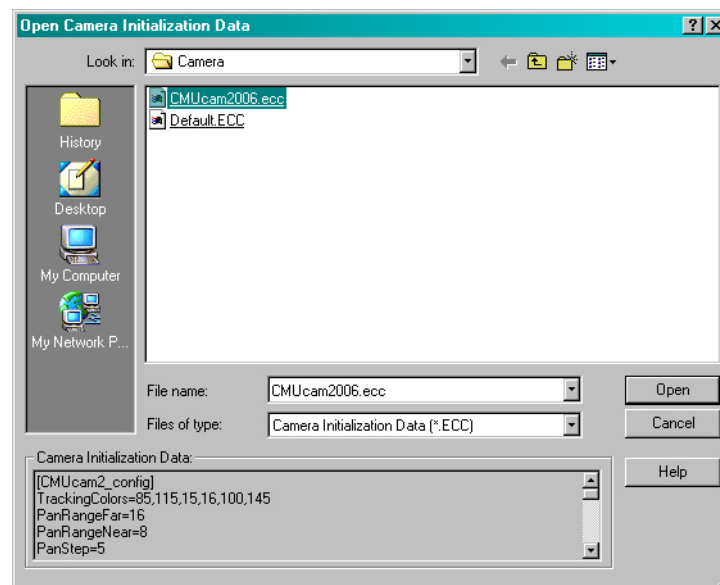 Open Camera Initialization Data
Look in:
Camera
CMUcam2006.ecc
Default.ECC
History
Desktop
My Computer
My Network P...
File name:
CMUcam2006.ecc
Open
Files of type:
Camera Initialization Data (*.ECC)
Cancel
Camera Initialization Data:
Help
[CMUcam2_config]
TrackingColors=85,115,15,16,100,145
PanRangeFar=16
PanRangeNear=8
PanStep=5